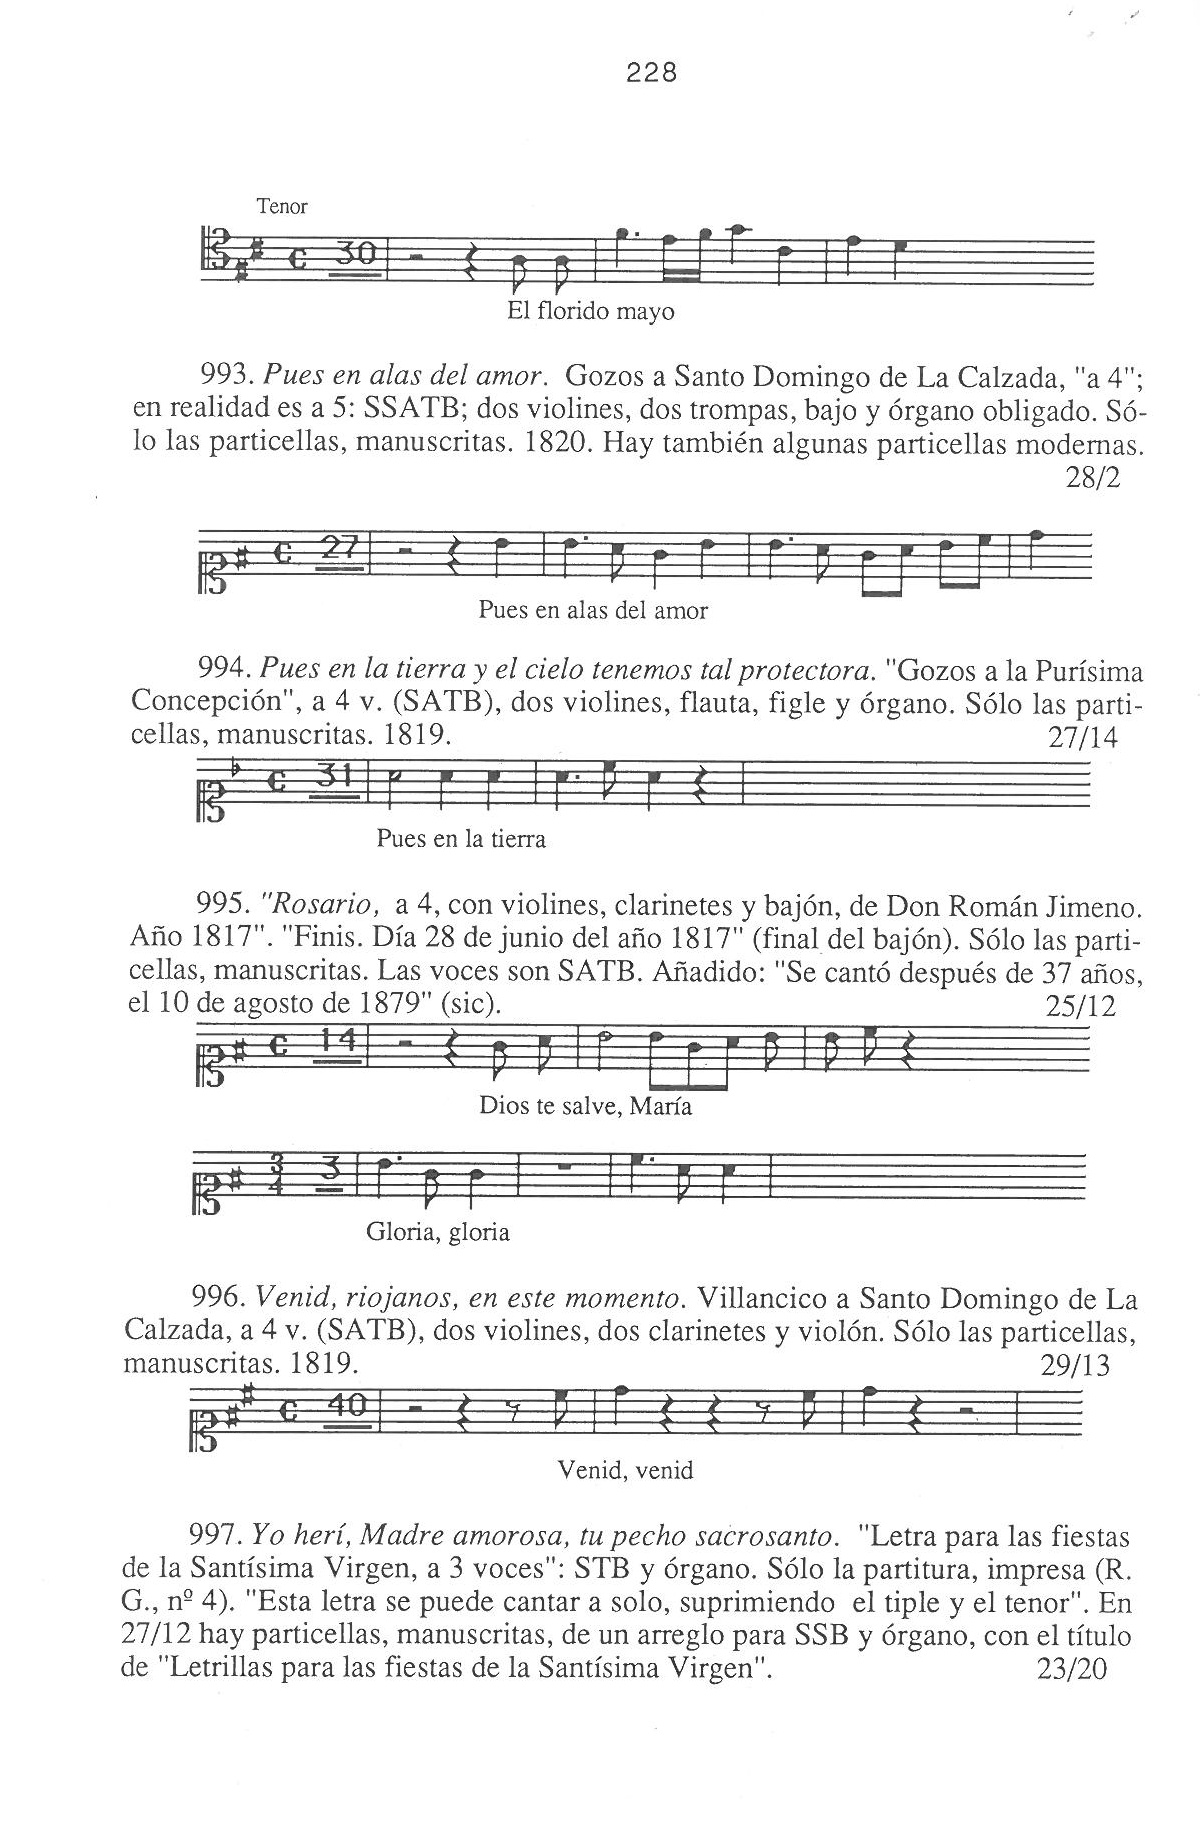 228
Tenor
30
El florido mayo
993. Pues en alas del amor. Gozos a Santo Domingo de La Calzada, "a 4";
en realidad es a 5: SSATB; dos violines, dos trompas, bajo y órgano obligado. Só-
lo las particellas, manuscritas. 1820. Hay también algunas particellas modernas.
28/2
27
Pues en alas del amor
994. Pues en la tierra y el cielo tenemos tal protectora. "Gozos a la Purísima
Concepción", a 4 v. (SATB), dos violines, flauta, figle y órgano. Sólo las parti-
cellas, manuscritas. 1819. 27/14
31
Pues en la tierra
995. "Rosario, a 4, con violines, clarinetes y bajón, de Don Román Jimeno.
Año 1817". "Finis. Día 28 de junio del año 1817" (final del bajón). Sólo las parti-
cellas, manuscritas. Las voces son SATB. Añadido: "Se cantó después de 37 años,
el 10 de agosto de 1879" (sic). 25/12
14
Dios te salve, María
3/4 3
Gloria, gloria
996. Venid, riojanos, en este momento. Villancico a Santo Domingo de La
Calzada, a 4 v. (SATB), dos violines, dos clarinetes y violón. Sólo las particellas,
manuscritas. 1819. 29/13
40
Venid, venid
997. Yo herí, Madre amorosa, tu pecho sacrosanto. "Letra para las fiestas
de la Santísima Virgen, a 3 voces": STB y órgano. Sólo la partitura, impresa (R.
G., nº 4). "Esta letra se puede cantar a solo, suprimiendo el tiple y el tenor". En
27/12 hay particellas, manuscritas, de un arreglo para SSB y órgano, con el título
de "Letrillas para las fiestas de la Santísima Virgen". 23/20